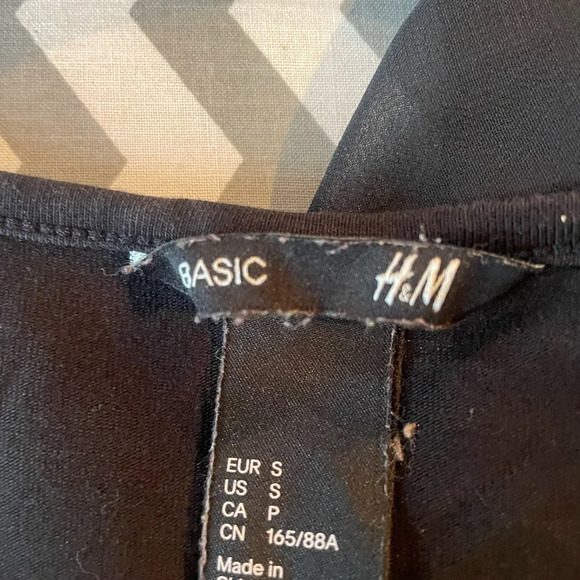 BASIC H&M
EUR S
US S
CA P
CN 165/88A
Made in